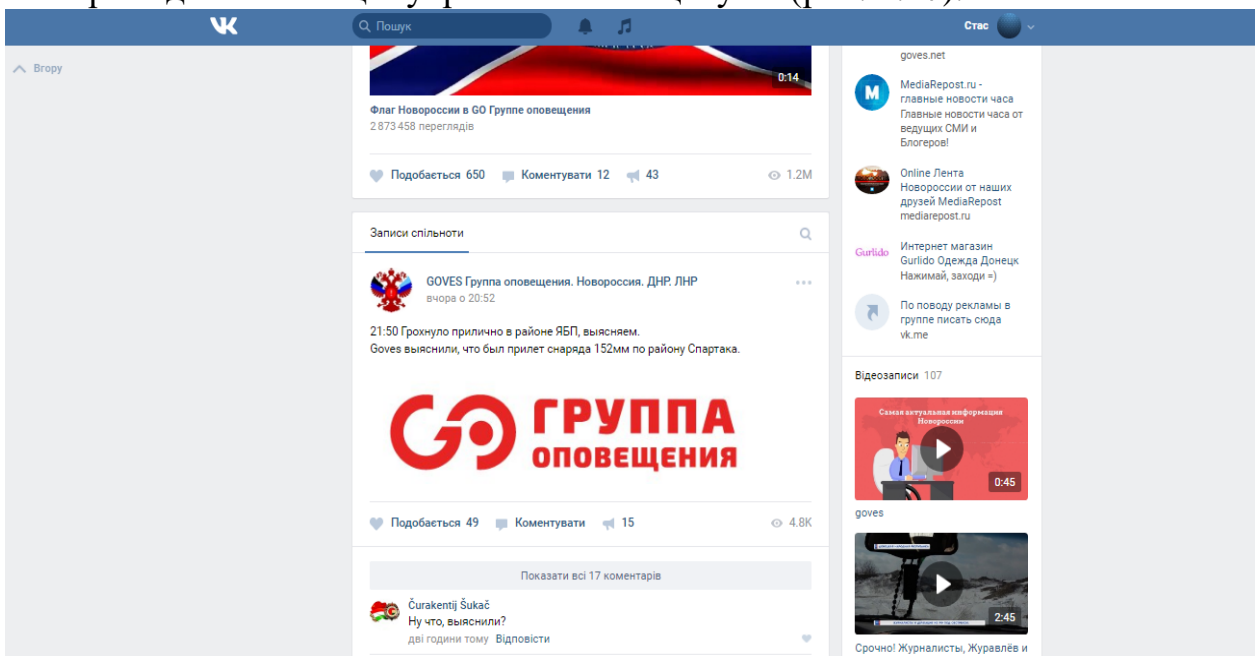 Пошук
Стас
Вгору
0:14
Флаг Новороссии в GO Группе оповещения
2 873 458 переглядів
Подобається 650 Коментувати 12 43 1.2M
Записи спільноти
GOVES Группа оповещения. Новороссия. ДНР. ЛНР
вчора о 20:52
21:50 Грохнуло прилично в районе ЯБП, выясняем.
Goves выяснили, что был прилет снаряда 152мм по району Спартака.
GO ГРУППА
ОПОВЕЩЕНИЯ
Подобається 49 Коментувати 15 4.8K
Показати всі 17 коментарів
Čurakentij Šukač
Ну что, выяснили?
дві години тому Відповісти
goves.net
MediaRepost.ru -
главные новости часа
Главные новости часа от
ведущих СМИ и
Блогеров!
Online Лента
Новороссии от наших
друзей MediaRepost
mediarepost.ru
Gurlido
Интернет магазин
Gurlido Одежда Донецк
Нажимай, заходи =)
По поводу рекламы в
группе писать сюда
vk.me
Відеозаписи 107
Самая актуальная информация
Новороссии
0:45
goves
2:45
Срочно! Журналисты, Журавлёв и